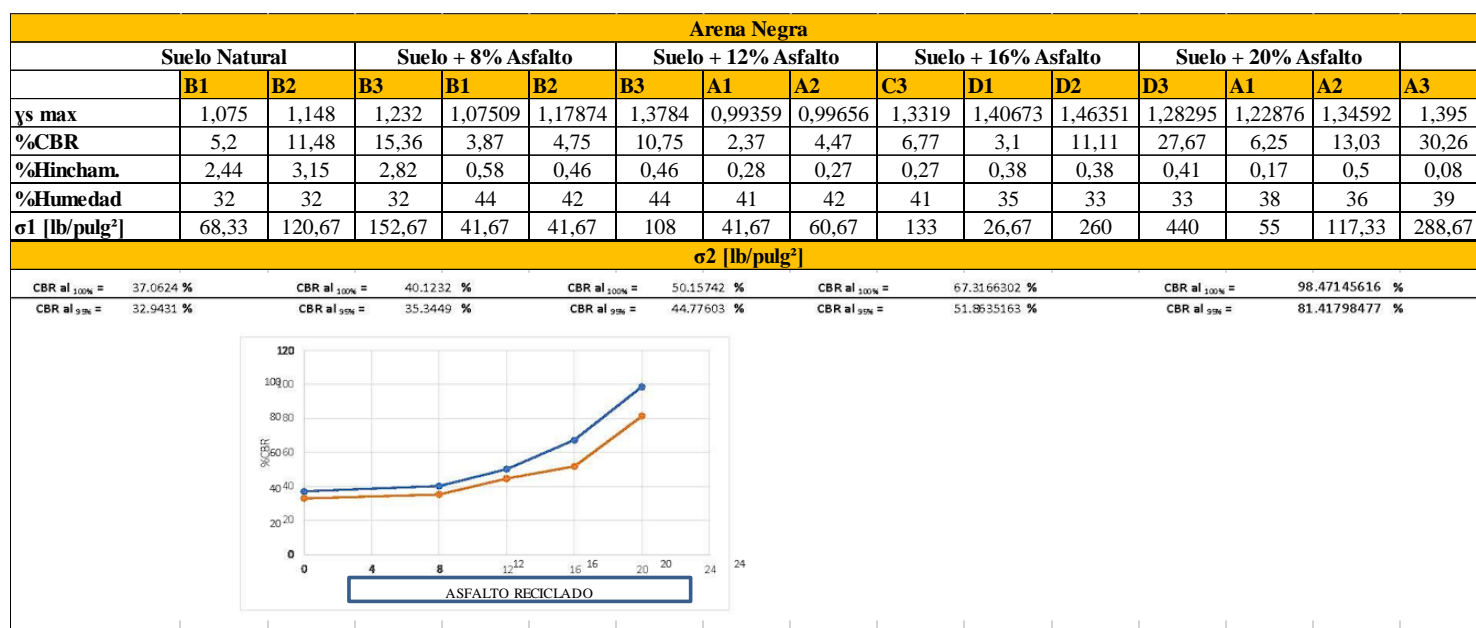 Arena Negra
Suelo Natural Suelo + 8% Asfalto Suelo + 12% Asfalto Suelo + 16% Asfalto Suelo + 20% Asfalto
B1 B2 B3 B1 B2 B3 A1 A2 C3 D1 D2 D3 A1 A2 A3
γs max 1,075 1,148 1,232 1,07509 1,17874 1,3784 0,99359 0,99656 1,3319 1,40673 1,46351 1,28295 1,22876 1,34592 1,395
%CBR 5,2 11,48 15,36 3,87 4,75 10,75 2,37 4,47 6,77 3,1 11,11 27,67 6,25 13,03 30,26
%Hincham. 2,44 3,15 2,82 0,58 0,46 0,46 0,28 0,27 0,27 0,38 0,38 0,41 0,17 0,5 0,08
%Humedad 32 32 32 44 42 44 41 42 41 35 33 33 38 36 39
σ1 [lb/pulg²] 68,33 120,67 152,67 41,67 41,67 108 41,67 60,67 133 26,67 260 440 55 117,33 288,67
σ2 [lb/pulg²]
CBR al 100% = 37.0624 % CBR al 100% = 40.1232 % CBR al 100% = 50.15742 % CBR al 100% = 67.3166302 % CBR al 100% = 98.47145616 %
CBR al 95% = 32.9431 % CBR al 95% = 35.3449 % CBR al 95% = 44.77603 % CBR al 95% = 51.8635163 % CBR al 95% = 81.41798477 %
120
100 100
80 80
%CBR
60 60
40 40
20 20
0
0 4 8 12 12 16 16 20 20 24 24
ASFALTO RECICLADO